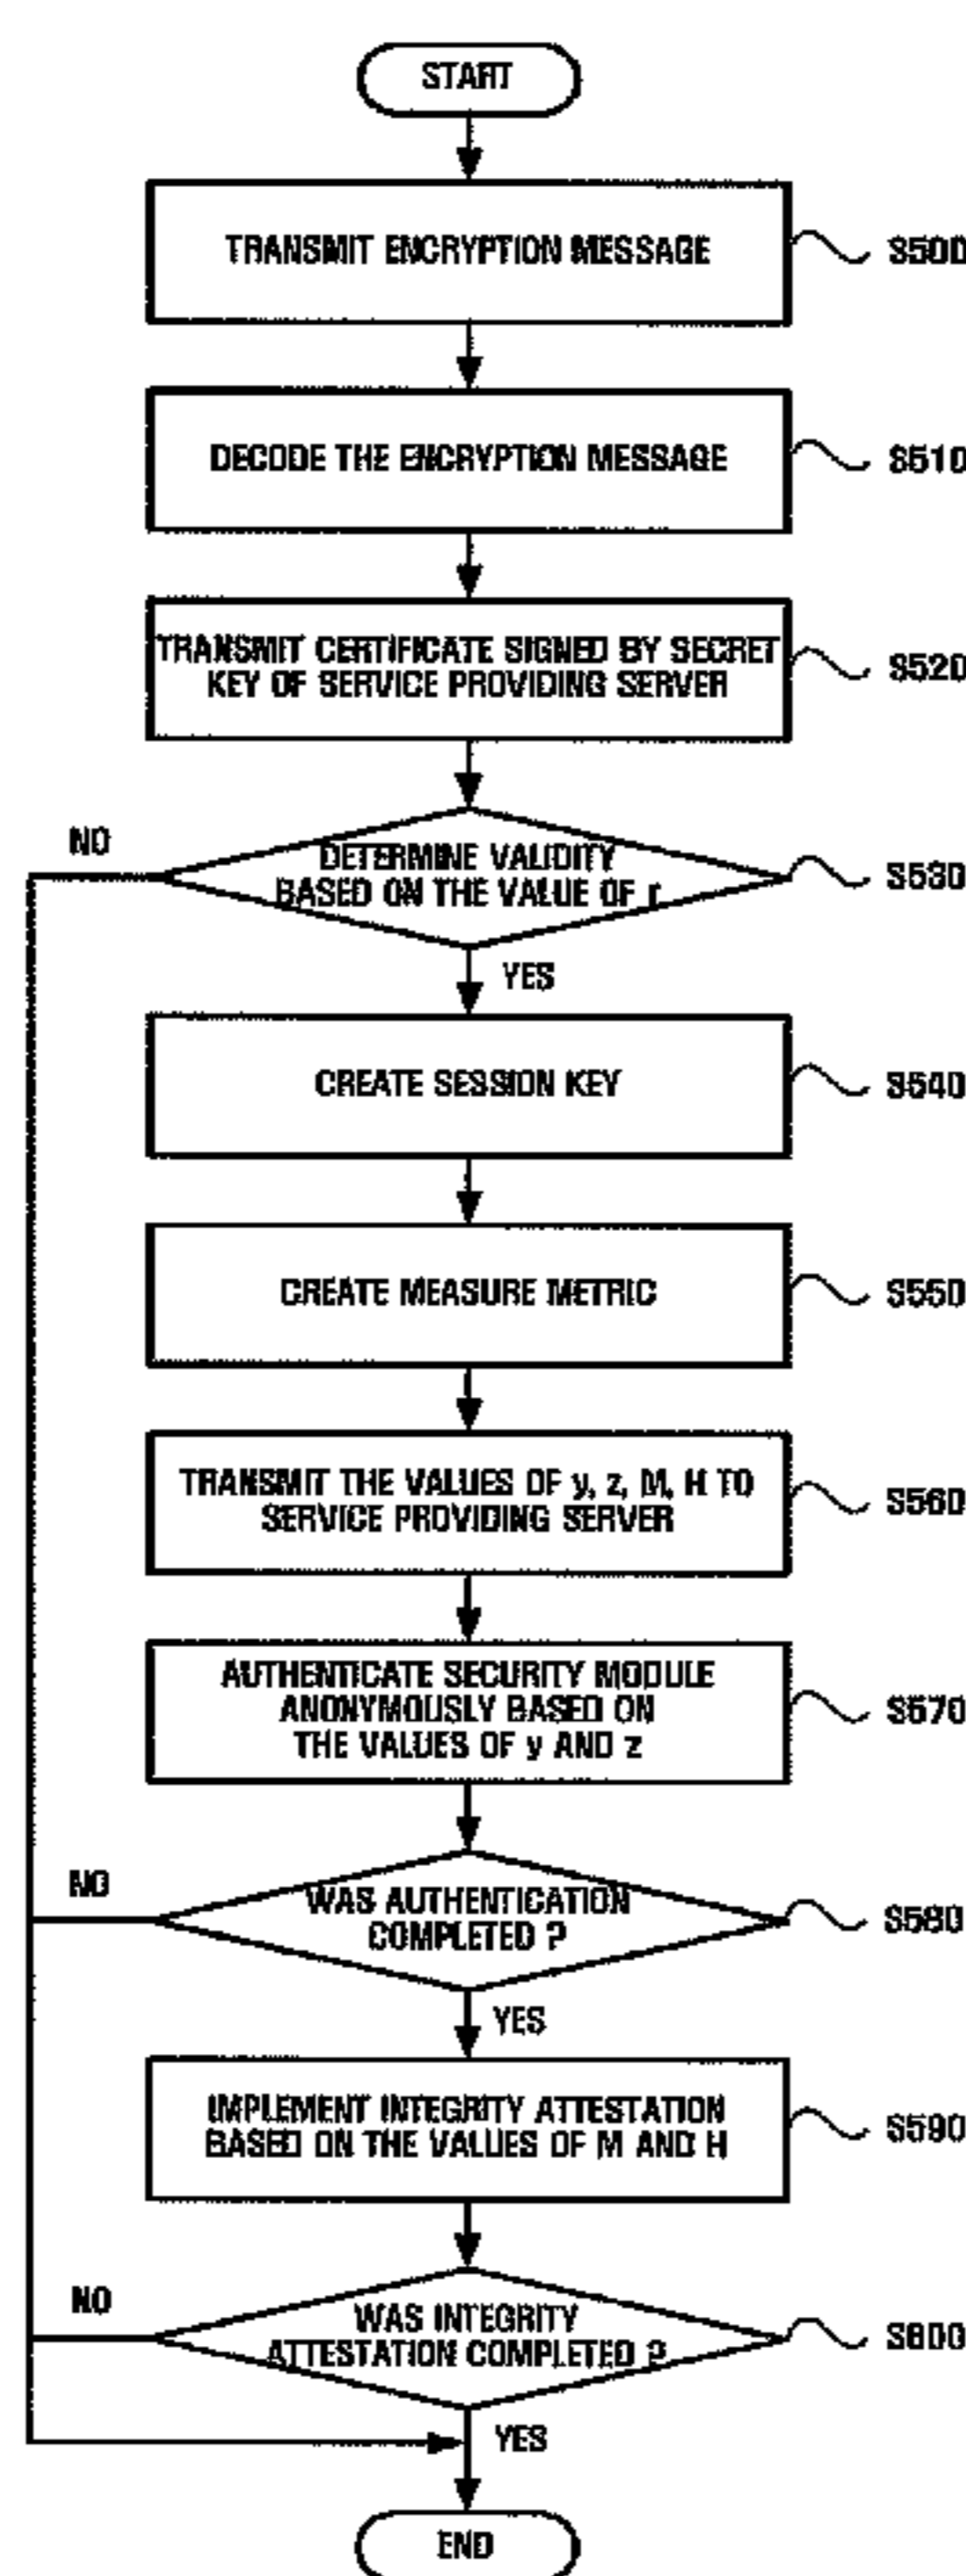 START
TRANSMIT ENCRYPTION MESSAGE
S500
DECODE THE ENCRYPTION MESSAGE
S510
TRANSMIT CERTIFICATE SIGNED BY SECRET
KEY OF SERVICE PROVIDING SERVER
S520
NO
DETERMINE VALIDITY
BASED ON THE VALUE OF r
S530
YES
CREATE SESSION KEY
S540
CREATE MEASURE METRIC
S550
TRANSMIT THE VALUES OF y, z, M, H TO
SERVICE PROVIDING SERVER
S560
AUTHENTICATE SECURITY MODULE
ANONYMOUSLY BASED ON
THE VALUES OF y AND z
S570
NO
WAS AUTHENTICATION
COMPLETED ?
S580
YES
IMPLEMENT INTEGRITY ATTESTATION
BASED ON THE VALUES OF M AND H
S590
NO
WAS INTEGRITY
ATTESTATION COMPLETED ?
S600
YES
END